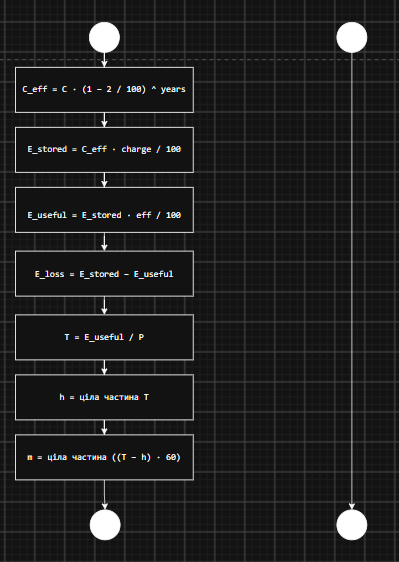 C_eff = C · (1 − 2 / 100) ^ years
E_stored = C_eff · charge / 100
E_useful = E_stored · eff / 100
E_loss = E_stored − E_useful
T = E_useful / P
h = ціла частина T
m = ціла частина ((T − h) · 60)